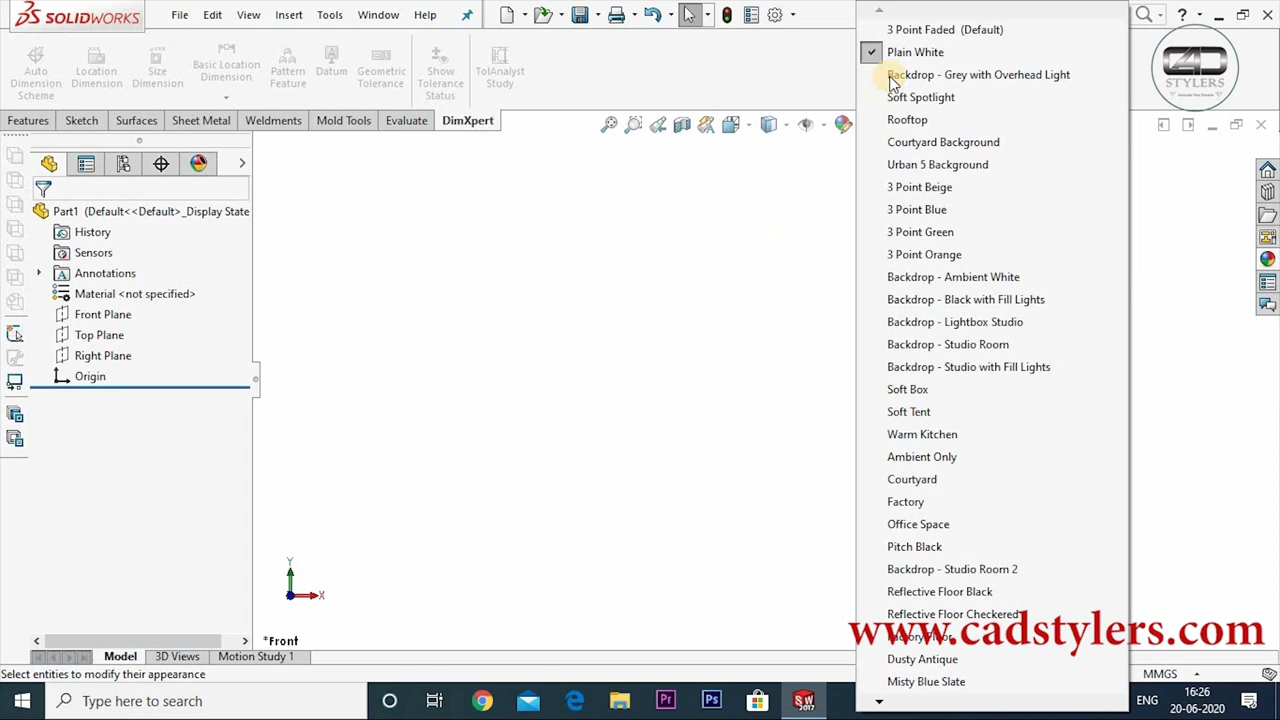 SOLIDWORKS
File Edit View Insert Tools Window Help
Auto Dimension Scheme
Location Dimension
Size Dimension
Basic Location Dimension
Pattern Feature
Datum
Geometric Tolerance
Show Tolerance Status
ToAnalyst
Features Sketch Surfaces Sheet Metal Weldments Mold Tools Evaluate DimXpert
Part1 (Default<<Default>_Display State
History
Sensors
Annotations
Material <not specified>
Front Plane
Top Plane
Right Plane
Origin
3 Point Faded (Default)
Plain White
Backdrop - Grey with Overhead Light
Soft Spotlight
Rooftop
Courtyard Background
Urban 5 Background
3 Point Beige
3 Point Blue
3 Point Green
3 Point Orange
Backdrop - Ambient White
Backdrop - Black with Fill Lights
Backdrop - Lightbox Studio
Backdrop - Studio Room
Backdrop - Studio with Fill Lights
Soft Box
Soft Tent
Warm Kitchen
Ambient Only
Courtyard
Factory
Office Space
Pitch Black
Backdrop - Studio Room 2
Reflective Floor Black
Reflective Floor Checkered
Factory Floor
Dusty Antique
Misty Blue Slate
4D
STYLERS
www.cadstylers.com
Y
X
*Front
Model 3D Views Motion Study 1
Select entities to modify their appearance
MMGS
Type here to search
Pr
Ps
SW
2017
ENG
16:26
20-06-2020